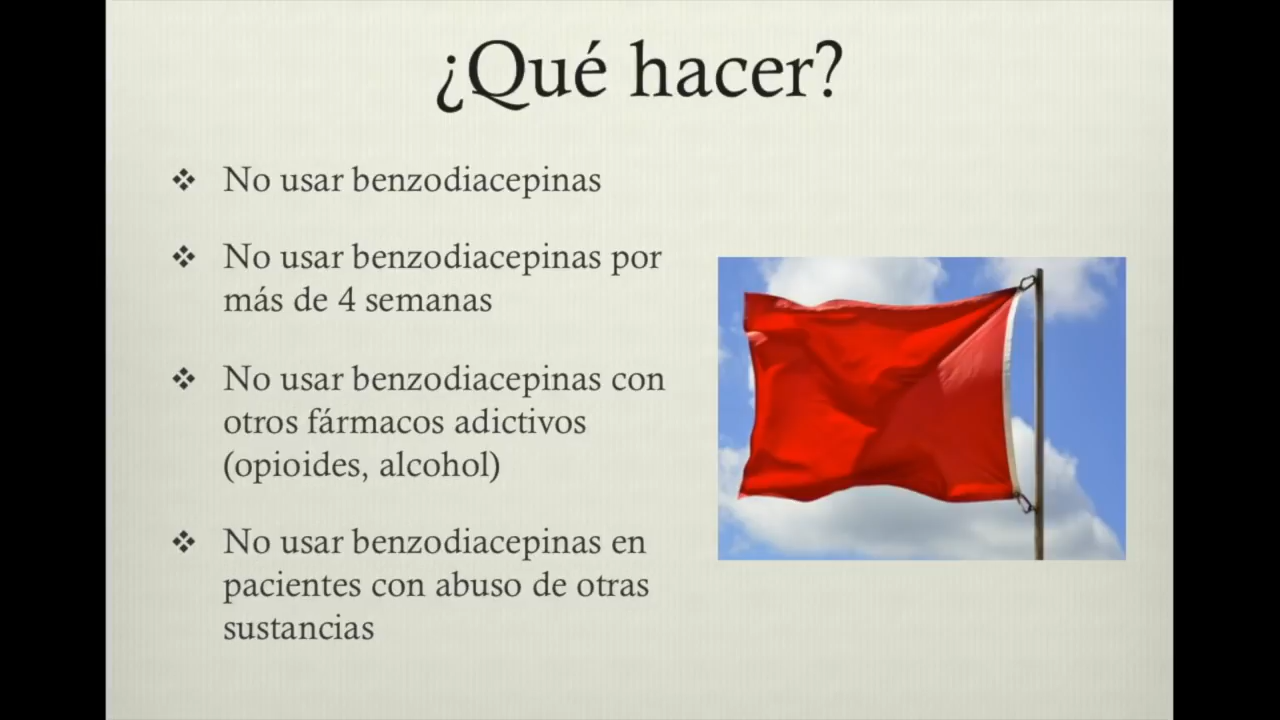 ¿Qué hacer?
No usar benzodiacepinas
No usar benzodiacepinas por
más de 4 semanas
No usar benzodiacepinas con
otros fármacos adictivos
(opioides, alcohol)
No usar benzodiacepinas en
pacientes con abuso de otras
sustancias